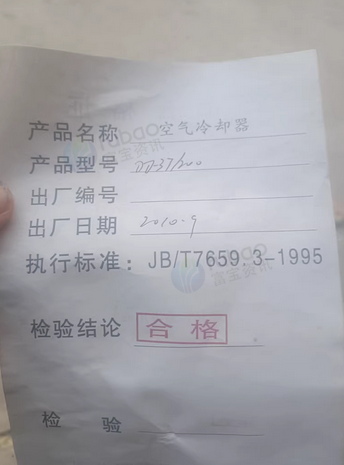 产品名称 空气冷却器
产品型号 DD37/200
出厂编号
出厂日期 2010.9
执行标准：JB/T7659.3-1995
检验结论 合格
检验